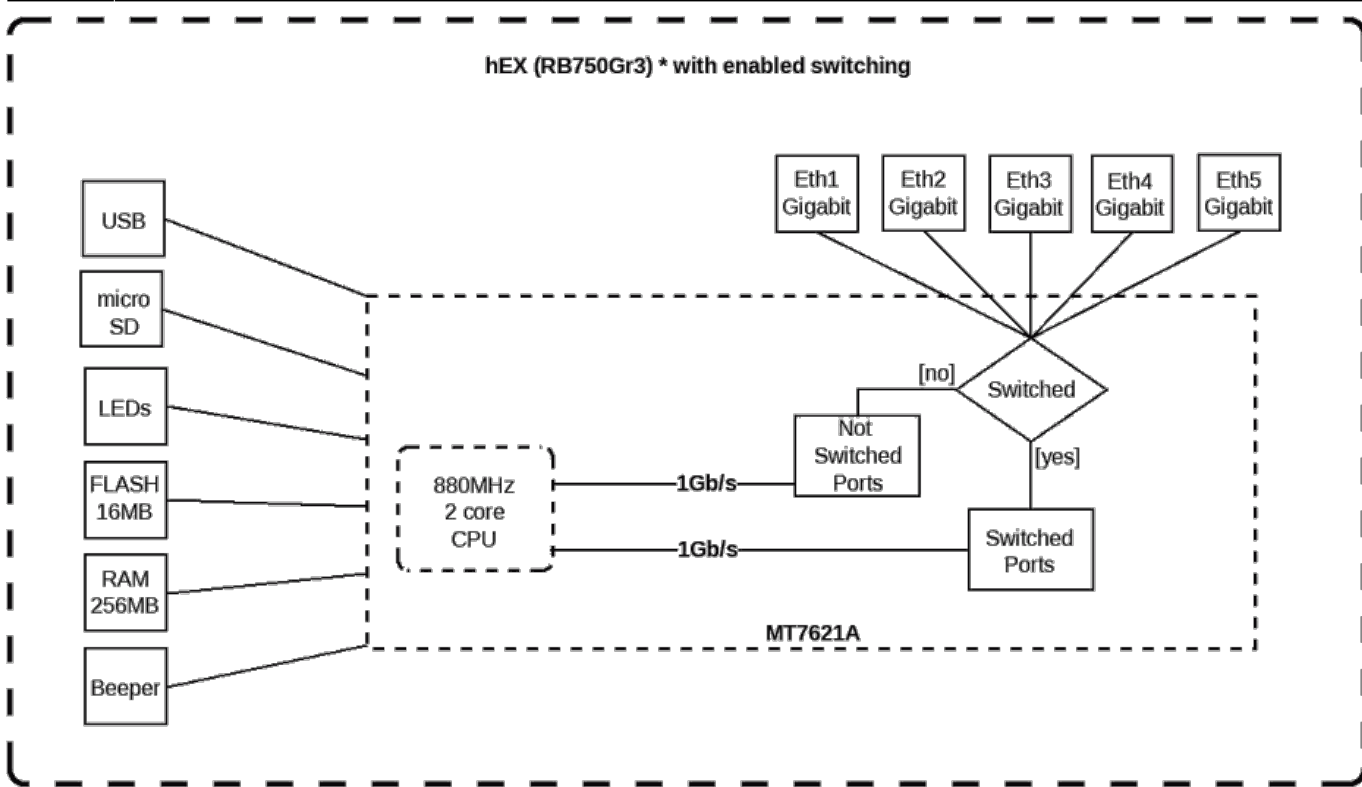 hEX (RB750Gr3) * with enabled switching
Eth1
Gigabit
Eth2
Gigabit
Eth3
Gigabit
Eth4
Gigabit
Eth5
Gigabit
USB
micro
SD
LEDs
FLASH
16MB
RAM
256MB
Beeper
[no]
Switched
[yes]
Not
Switched
Ports
880MHz
2 core
CPU
1Gb/s
1Gb/s
Switched
Ports
MT7621A